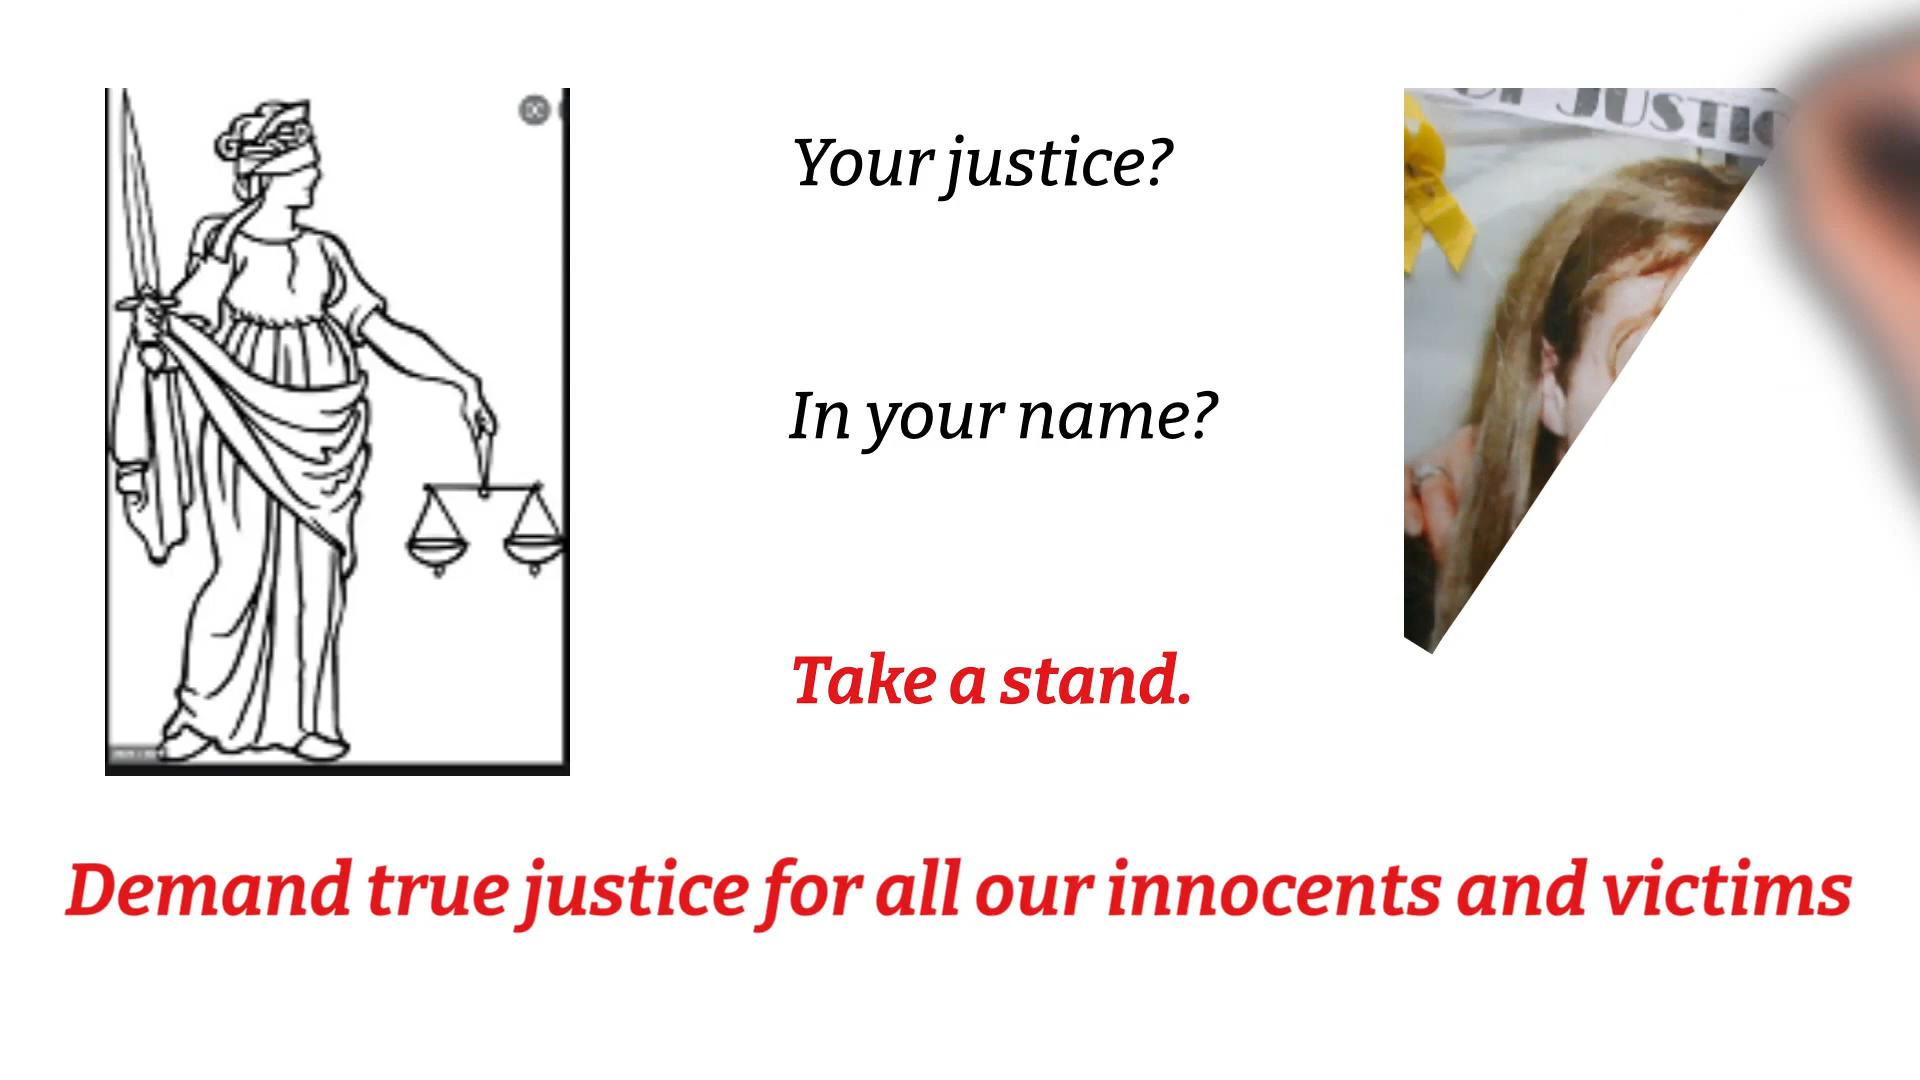 Your justice?
In your name?
Take a stand.
Demand true justice for all our innocents and victims